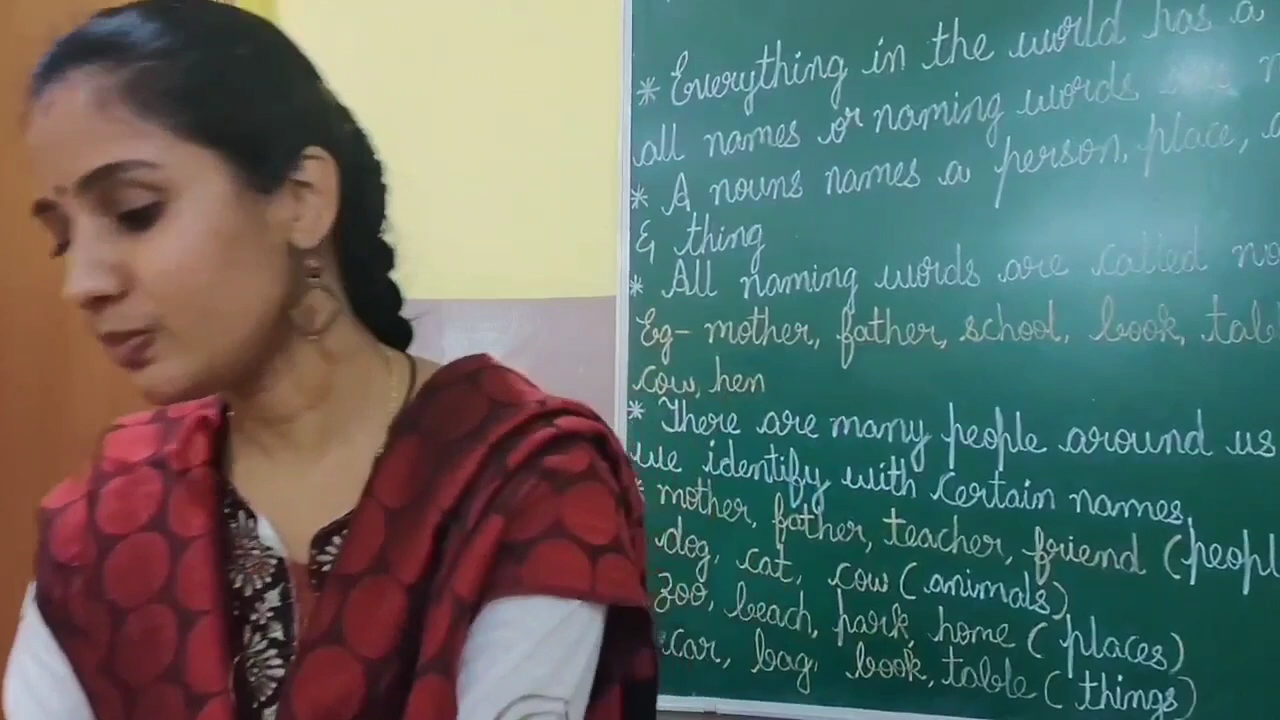 * Everything in the world has a
all names or naming words are
* A nouns names a person, place, a
& thing
* All naming words are called no
Eg- mother, father, school, book, tab
cow, hen
* There are many people around us
we identify with certain names.
* mother, father, teacher, friend (peopl
dog, cat, cow (animals)
zoo, beach, park, home (places)
car, bag, book, table (things)